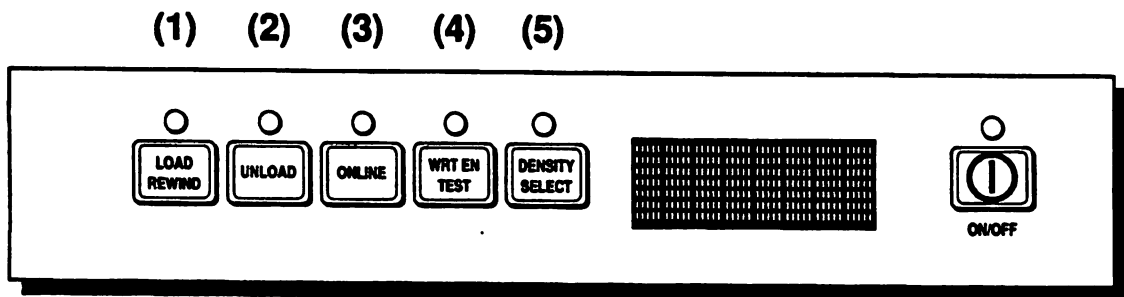 (1) (2) (3) (4) (5)
LOAD
REWIND
UNLOAD
ONLINE
WRT EN
TEST
DENSITY
SELECT
ON/OFF